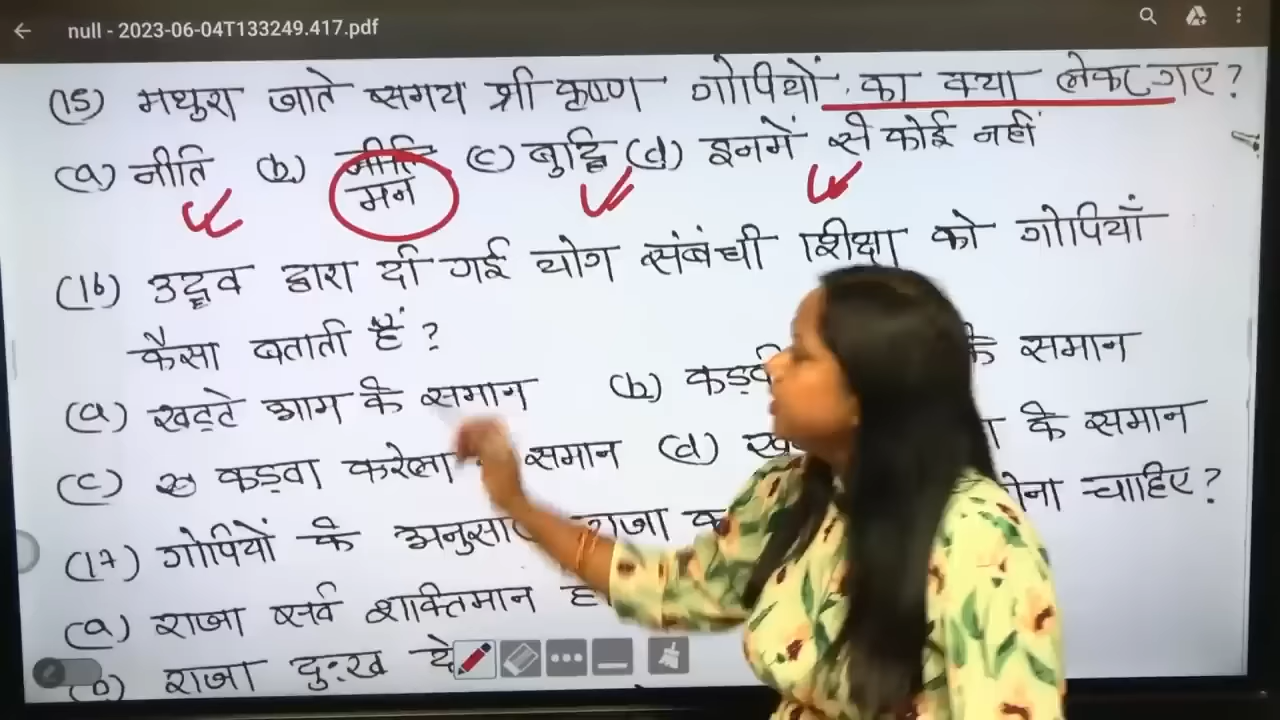 null - 2023-06-04T133249.417.pdf
(15) मथुरा जाते समय श्री कृष्ण गोपियों का क्या लेकर गए?
(a) नीति (b) मन (c) बुद्धि (d) इनमें से कोई नहीं
(16) उद्धव द्वारा दी गई योग संबंधी शिक्षा को गोपियाँ
कैसा बताती हैं?
(a) खट्टे आम के समान (b) के समान
(c) कड़वा करेला समान (d) के समान
(17) गोपियों के अनुसार राजा चाहिए?
(a) राजा सर्व शक्तिमान
(b) राजा दुःख